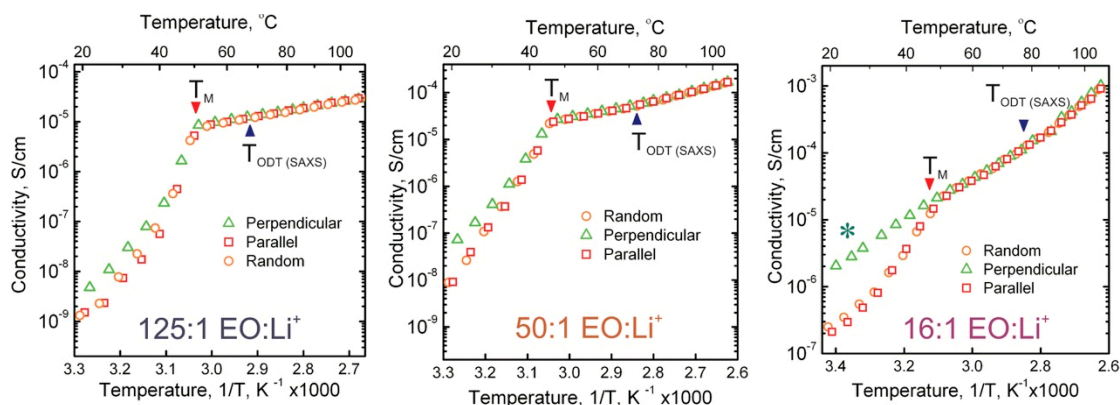 Temperature, °C
20 40 60 80 100
10⁻⁴
10⁻⁵
10⁻⁶
10⁻⁷
10⁻⁸
10⁻⁹
Conductivity, S/cm
T_M
T_ODT (SAXS)
Perpendicular
Parallel
Random
125:1 EO:Li⁺
3.3 3.2 3.1 3.0 2.9 2.8 2.7
Temperature, 1/T, K⁻¹ x1000
Temperature, °C
20 40 60 80 100
10⁻⁴
10⁻⁵
10⁻⁶
10⁻⁷
10⁻⁸
10⁻⁹
Conductivity, S/cm
T_M
T_ODT (SAXS)
Random
Perpendicular
Parallel
50:1 EO:Li⁺
3.3 3.2 3.1 3.0 2.9 2.8 2.7 2.6
Temperature, 1/T, K⁻¹ x1000
Temperature, °C
20 40 60 80 100
10⁻³
10⁻⁴
10⁻⁵
10⁻⁶
10⁻⁷
Conductivity, S/cm
T_ODT (SAXS)
T_M
*
Random
Perpendicular
Parallel
16:1 EO:Li⁺
3.4 3.2 3.0 2.8 2.6
Temperature, 1/T, K⁻¹ x1000